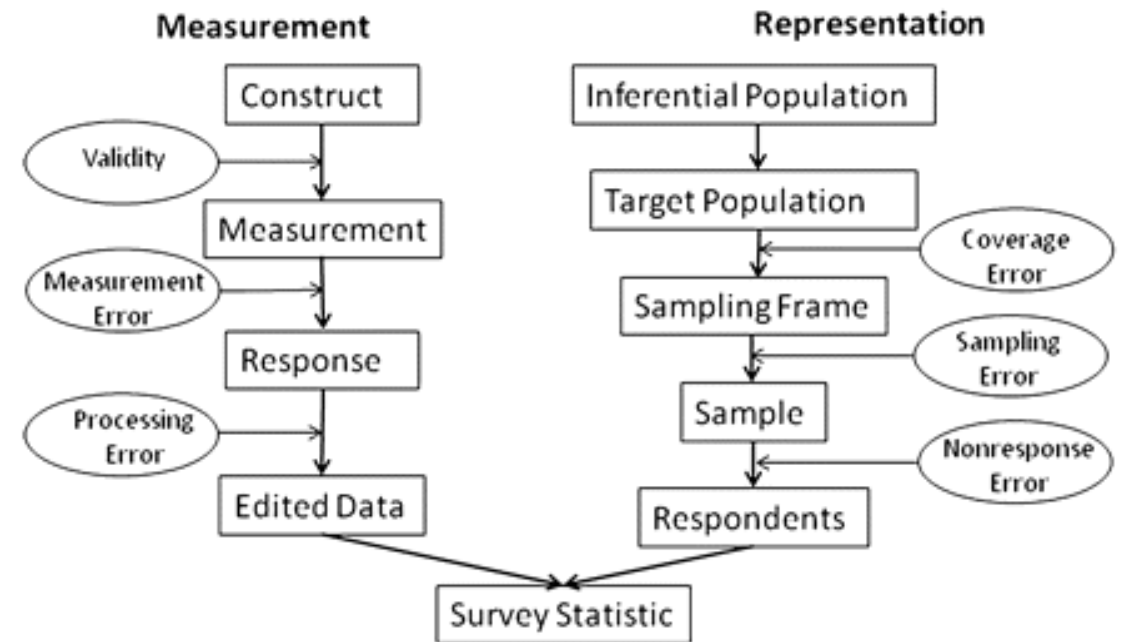 Measurement
Representation
Construct
Inferential Population
Validity
Target Population
Measurement
Coverage
Error
Measurement
Error
Sampling Frame
Response
Sampling
Error
Sample
Processing
Error
Nonresponse
Error
Edited Data
Respondents
Survey Statistic